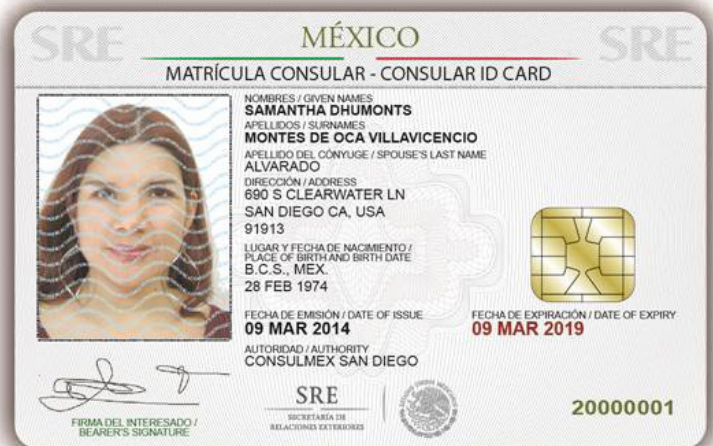 SRE
MÉXICO
SRE
MATRÍCULA CONSULAR - CONSULAR ID CARD
NOMBRES / GIVEN NAMES
SAMANTHA DHUMONTS
APELLIDOS / SURNAMES
MONTES DE OCA VILLAVICENCIO
APELLIDO DEL CÓNYUGE / SPOUSE'S LAST NAME
ALVARADO
DIRECCIÓN / ADDRESS
690 S CLEARWATER LN
SAN DIEGO CA, USA
91913
LUGAR Y FECHA DE NACIMIENTO /
PLACE OF BIRTH AND BIRTH DATE
B.C.S., MEX.
28 FEB 1974
FECHA DE EMISIÓN / DATE OF ISSUE
09 MAR 2014
FECHA DE EXPIRACIÓN / DATE OF EXPIRY
09 MAR 2019
AUTORIDAD / AUTHORITY
CONSULMEX SAN DIEGO
FIRMA DEL INTERESADO /
BEARER'S SIGNATURE
SRE
SECRETARÍA DE
RELACIONES EXTERIORES
20000001